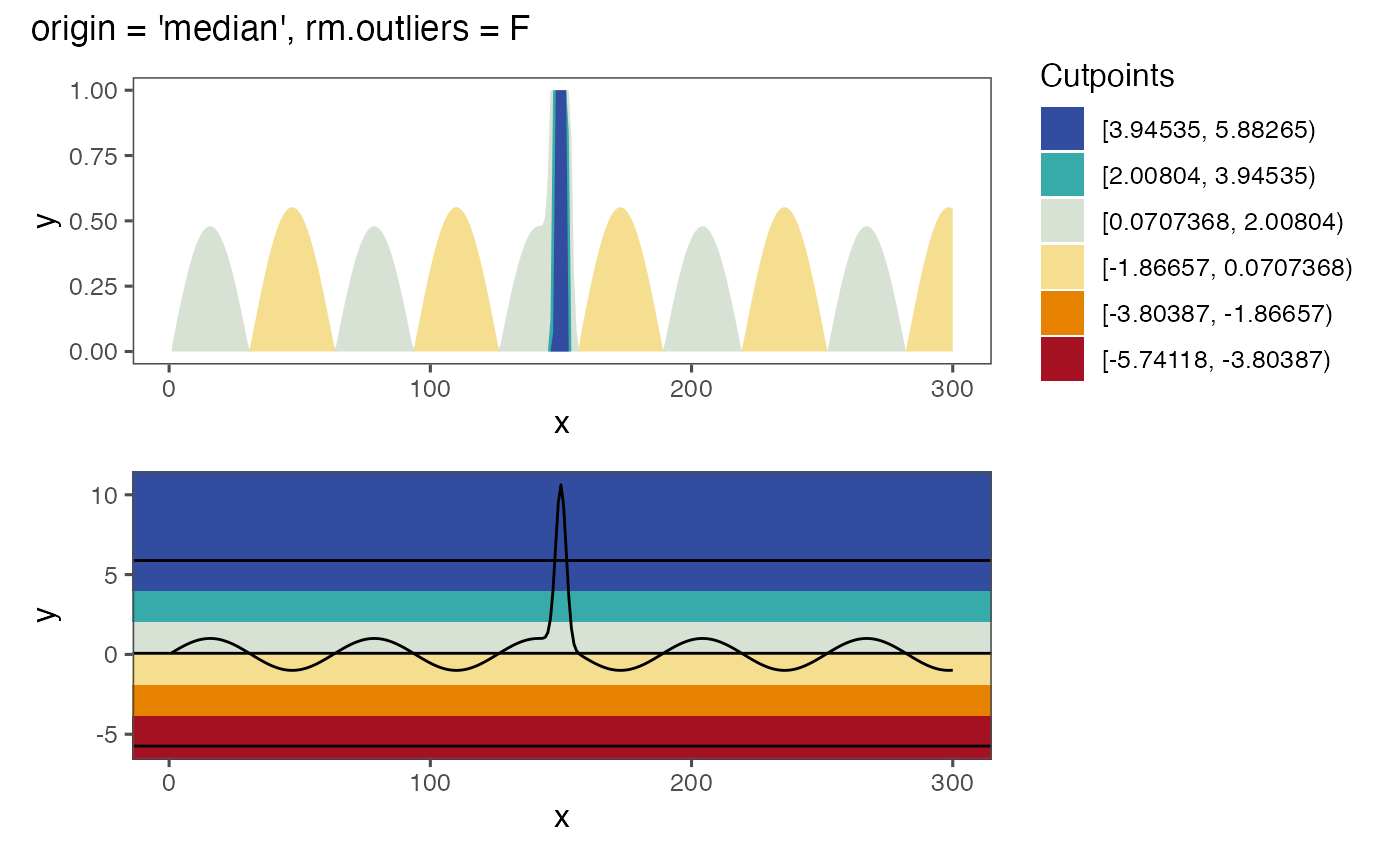 origin = 'median', rm.outliers = F
Cutpoints
[3.94535, 5.88265)
[2.00804, 3.94535)
[0.0707368, 2.00804)
[-1.86657, 0.0707368)
[-3.80387, -1.86657)
[-5.74118, -3.80387)
y
1.00
0.75
0.50
0.25
0.00
0 100 200 300
x
y
10
5
0
-5
0 100 200 300
x